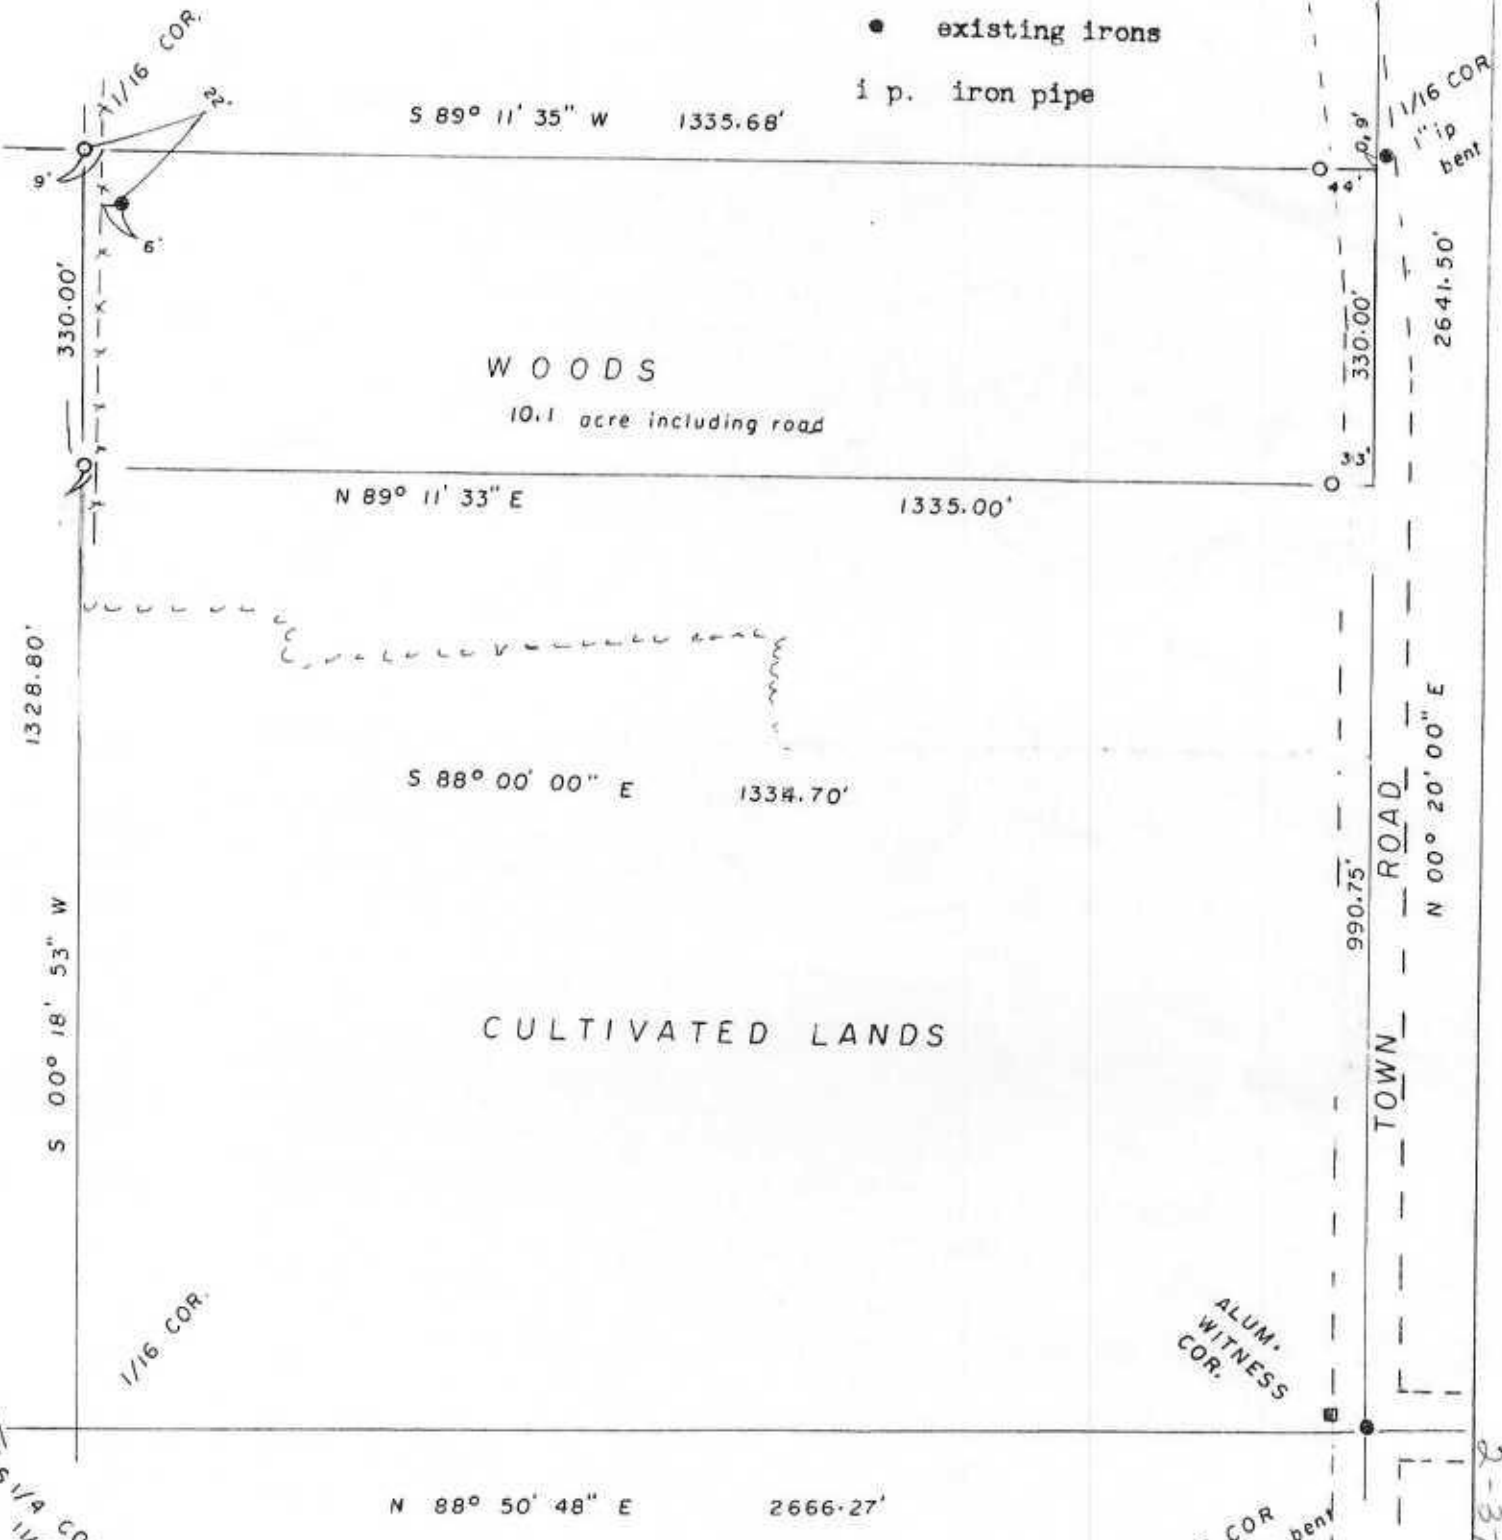 ● existing irons
i p. iron pipe
1/16 COR.
22'
S 89° 11' 35" W 1335.68'
0.9'
1/16 COR
1" ip
bent
9'
44'
6'
330.00'
330.00'
2641.50'
WOODS
10.1 acre including road
33'
N 89° 11' 33" E 1335.00'
1328.80'
S 88° 00' 00" E 1334.70'
N 00° 20' 00" E
TOWN ROAD
990.75'
S 00° 18' 53" W
CULTIVATED LANDS
1/16 COR.
ALUM.
WITNESS
COR.
N 88° 50' 48" E 2666.27'
1/4
COR
bent